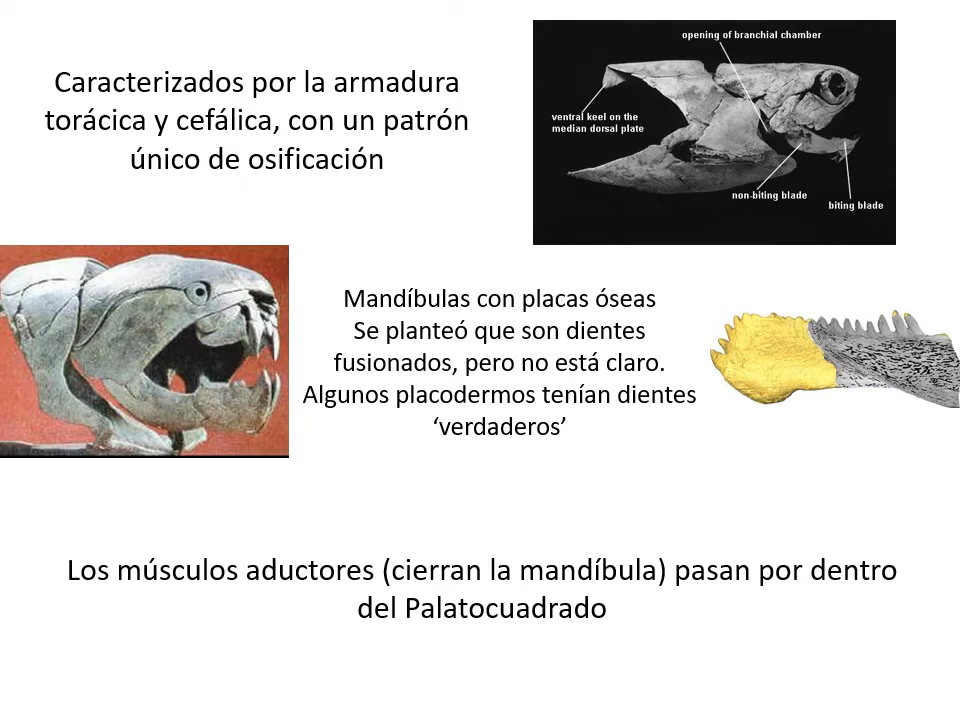 Caracterizados por la armadura
torácica y cefálica, con un patrón
único de osificación
opening of branchial chamber
ventral keel on the
median dorsal plate
non-biting blade
biting blade
Mandíbulas con placas óseas
Se planteó que son dientes
fusionados, pero no está claro.
Algunos placodermos tenían dientes
‘verdaderos’
Los músculos aductores (cierran la mandíbula) pasan por dentro
del Palatocuadrado